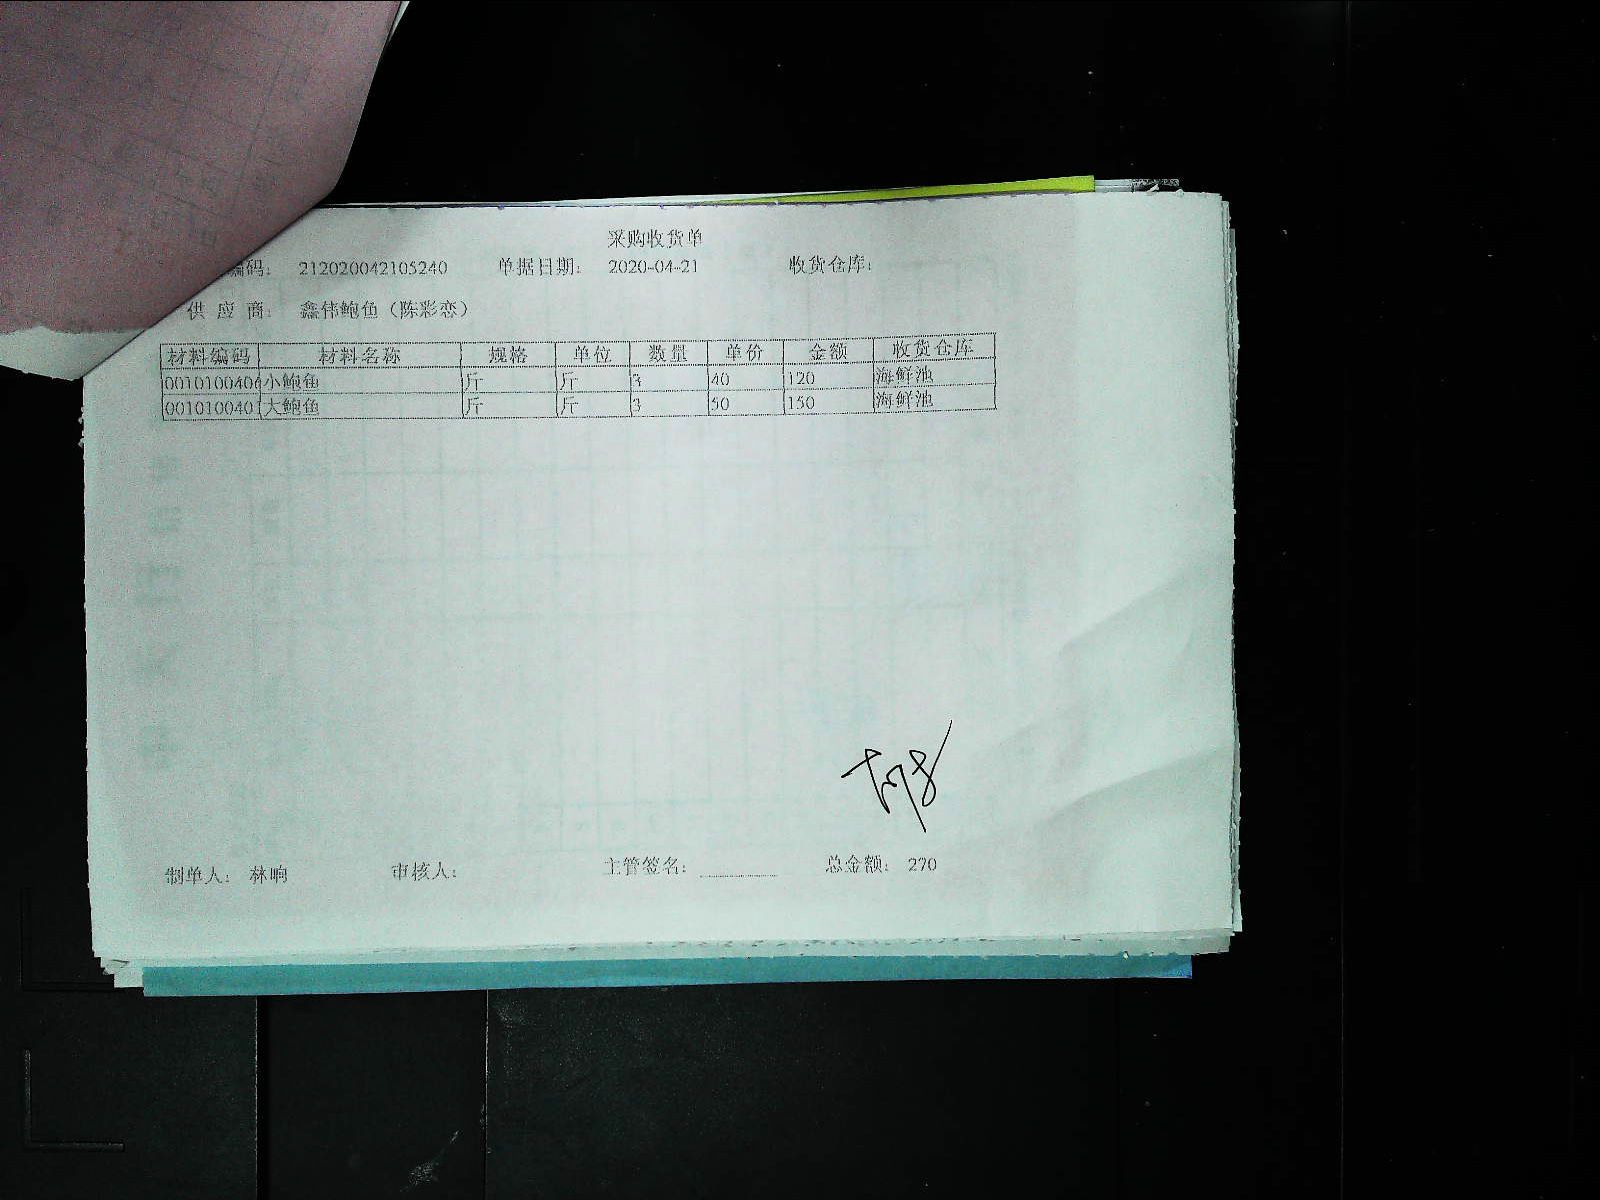 采购收货单
编码： 212020042105240 单据日期： 2020-04-21 收货仓库：
供 应 商： 鑫伟鲍鱼（陈彩恋）
材料编码 材料名称 规格 单位 数量 单价 金额 收货仓库
0010100406 小鲍鱼 斤 斤 3 40 120 海鲜池
001010040 大鲍鱼 斤 斤 3 50 150 海鲜池
制单人： 林响 审核人： 主管签名： 总金额： 270